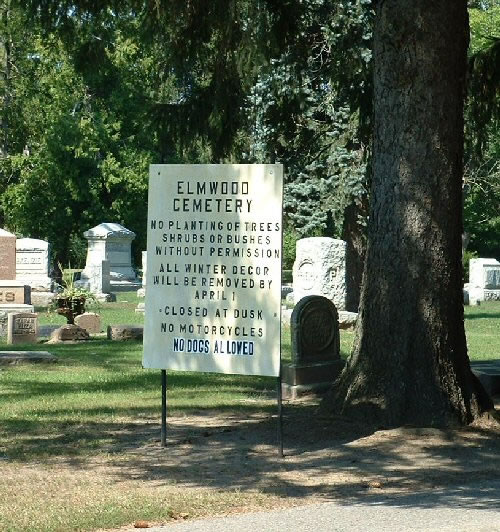 ELMWOOD
CEMETERY
NO PLANTING OF TREES
SHRUBS OR BUSHES
WITHOUT PERMISSION
ALL WINTER DECOR
WILL BE REMOVED BY
APRIL 1
CLOSED AT DUSK
NO MOTORCYCLES
NO DOGS ALLOWED